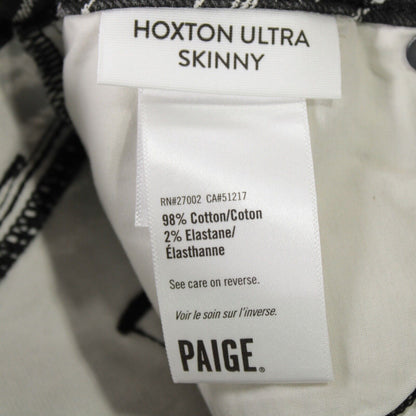 HOXTON ULTRA
SKINNY
RN#27002 CA#51217
98% Cotton/Coton
2% Elastane/
Élasthanne
See care on reverse.
Voir le soin sur l'inverse.
PAIGE®